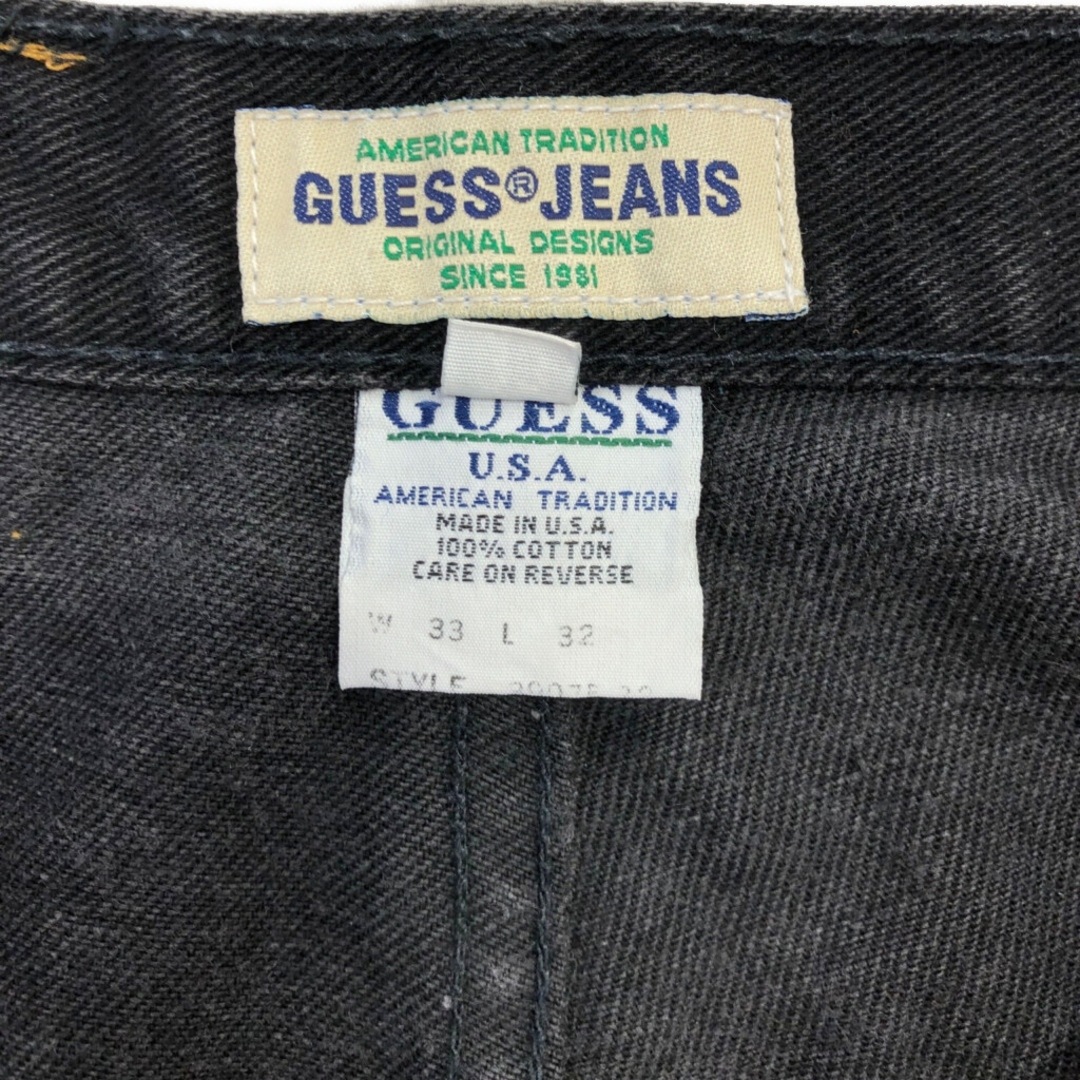 AMERICAN TRADITION
GUESS® JEANS
ORIGINAL DESIGNS
SINCE 1981
GUESS
U.S.A.
AMERICAN TRADITION
MADE IN U.S.A.
100% COTTON
CARE ON REVERSE
W 33 L 32
STYLE